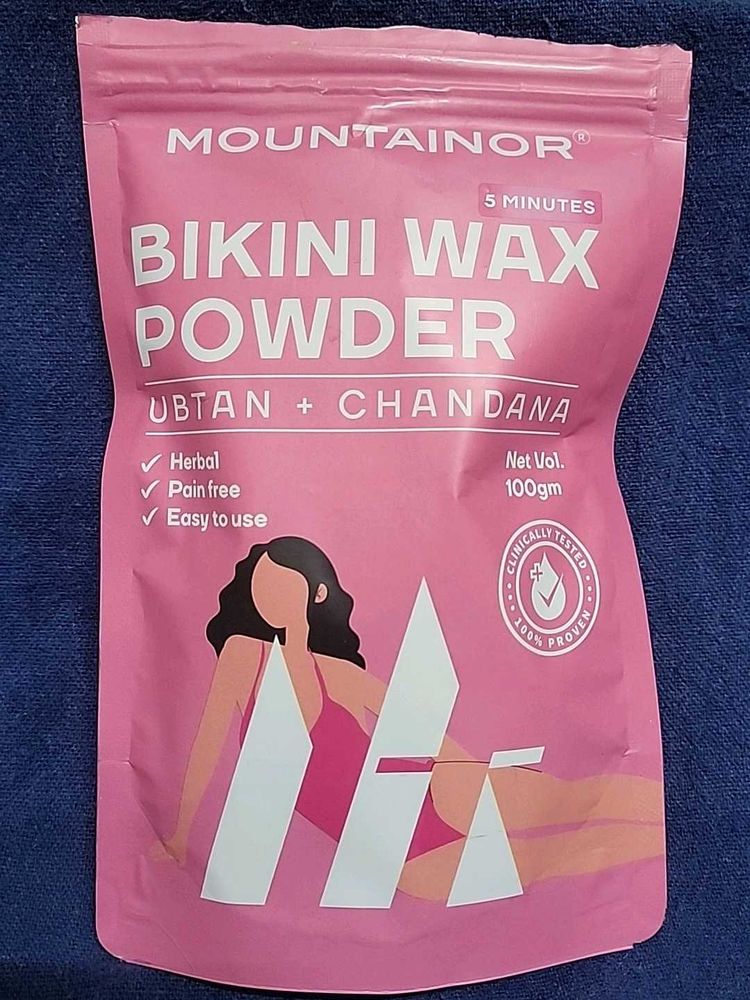 MOUNTAINOR®
5 MINUTES
BIKINI WAX
POWDER
UBTAN + CHANDANA
✓ Herbal
✓ Pain free
✓ Easy to use
Net Vol.
100gm
CLINICALLY TESTED
100% PROVEN